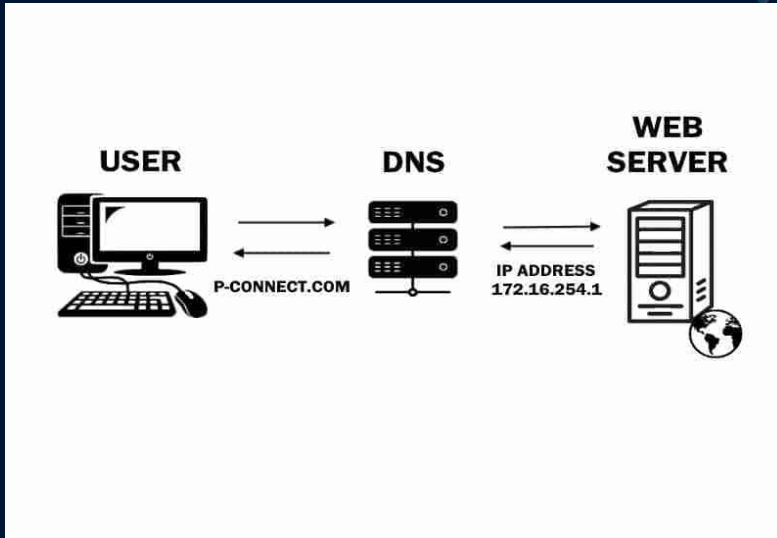 USER
DNS
WEB
SERVER
P-CONNECT.COM
IP ADDRESS
172.16.254.1